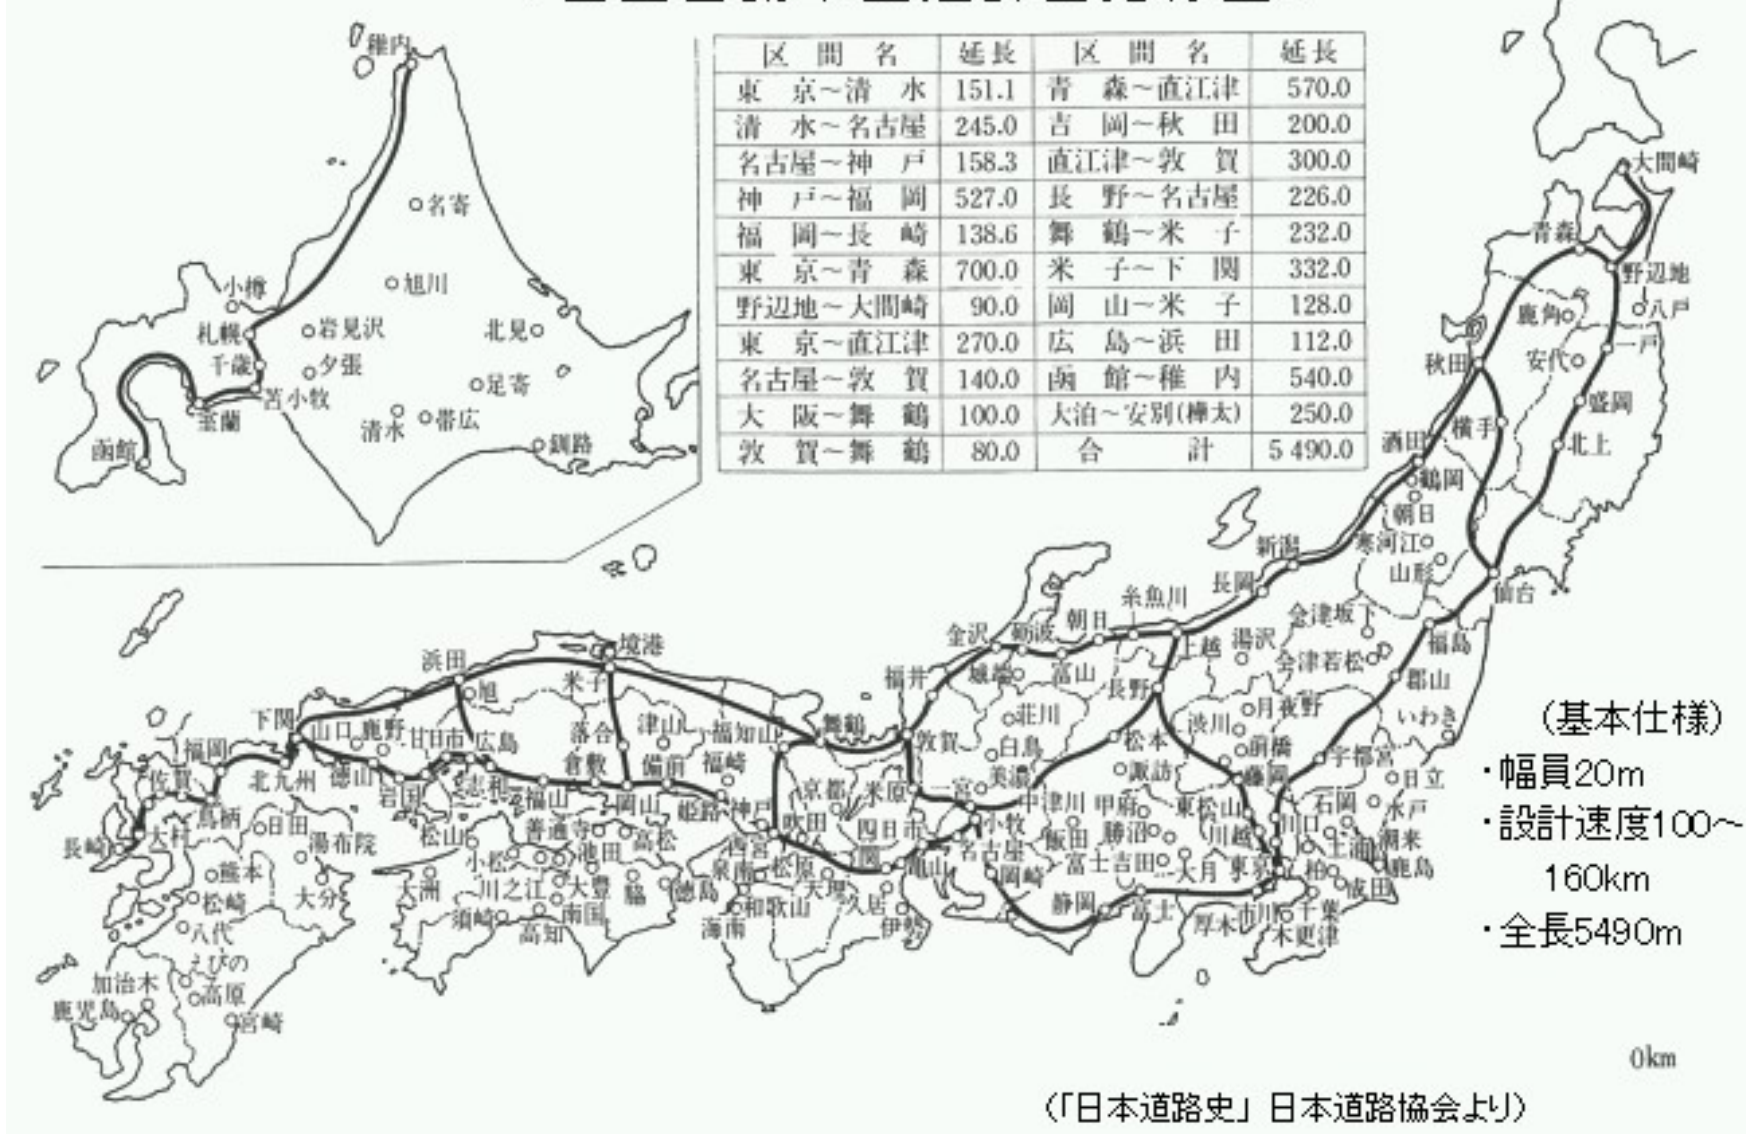 区間名 延長 区間名 延長
東京～清水 151.1 青森～直江津 570.0
清水～名古屋 245.0 吉岡～秋田 200.0
名古屋～神戸 158.3 直江津～敦賀 300.0
神戸～福岡 527.0 長野～名古屋 226.0
福岡～長崎 138.6 舞鶴～米子 232.0
東京～青森 700.0 米子～下関 332.0
野辺地～大間崎 90.0 岡山～米子 128.0
東京～直江津 270.0 広島～浜田 112.0
名古屋～敦賀 140.0 函館～稚内 540.0
大阪～舞鶴 100.0 大泊～安別(樺太) 250.0
敦賀～舞鶴 80.0 合計 5 490.0
稚内
名寄
旭川
小樽
札幌
岩見沢
北見
千歳
夕張
足寄
苫小牧
室蘭
清水
帯広
函館
釧路
大間崎
青森
野辺地
八戸
鹿角
一戸
秋田
安代
盛岡
横手
北上
酒田
鶴岡
朝日
寒河江
山形
仙台
新潟
長岡
会津坂下
福島
糸魚川
朝日
砺波
金沢
上越
湯沢
会津若松
郡山
城端
富山
福井
長野
月夜野
いわき
荘川
渋川
白鳥
松本
前橋
宇都宮
日立
敦賀
美濃
諏訪
藤岡
石岡
水戸
米原
一宮
中津川
甲府
東松山
川口
潮来
京都
四日市
小牧
飯田
勝沼
川越
土浦
鹿島
名古屋
富士吉田
大月
東京
柏
成田
岡崎
静岡
富士
厚木
市川
千葉
木更津
吹田
関
亀山
松原
天理
久居
伊勢
西宮
泉南
和歌山
海南
神戸
舞鶴
福知山
福崎
姫路
備前
津山
岡山
倉敷
落合
米子
境港
浜田
旭
広島
志和
福山
甘日市
鹿野
山口
下関
徳山
岩国
北九州
福岡
佐賀
鳥栖
日田
湯布院
大村
長崎
熊本
大分
松崎
八代
えびの
加治木
高原
鹿児島
宮崎
松山
小松
善通寺
高松
池田
大洲
川之江
大豊
脇
徳島
須崎
南国
高知
(基本仕様)
・幅員20m
・設計速度100～
160km
・全長5490m
0km
(「日本道路史」日本道路協会より)